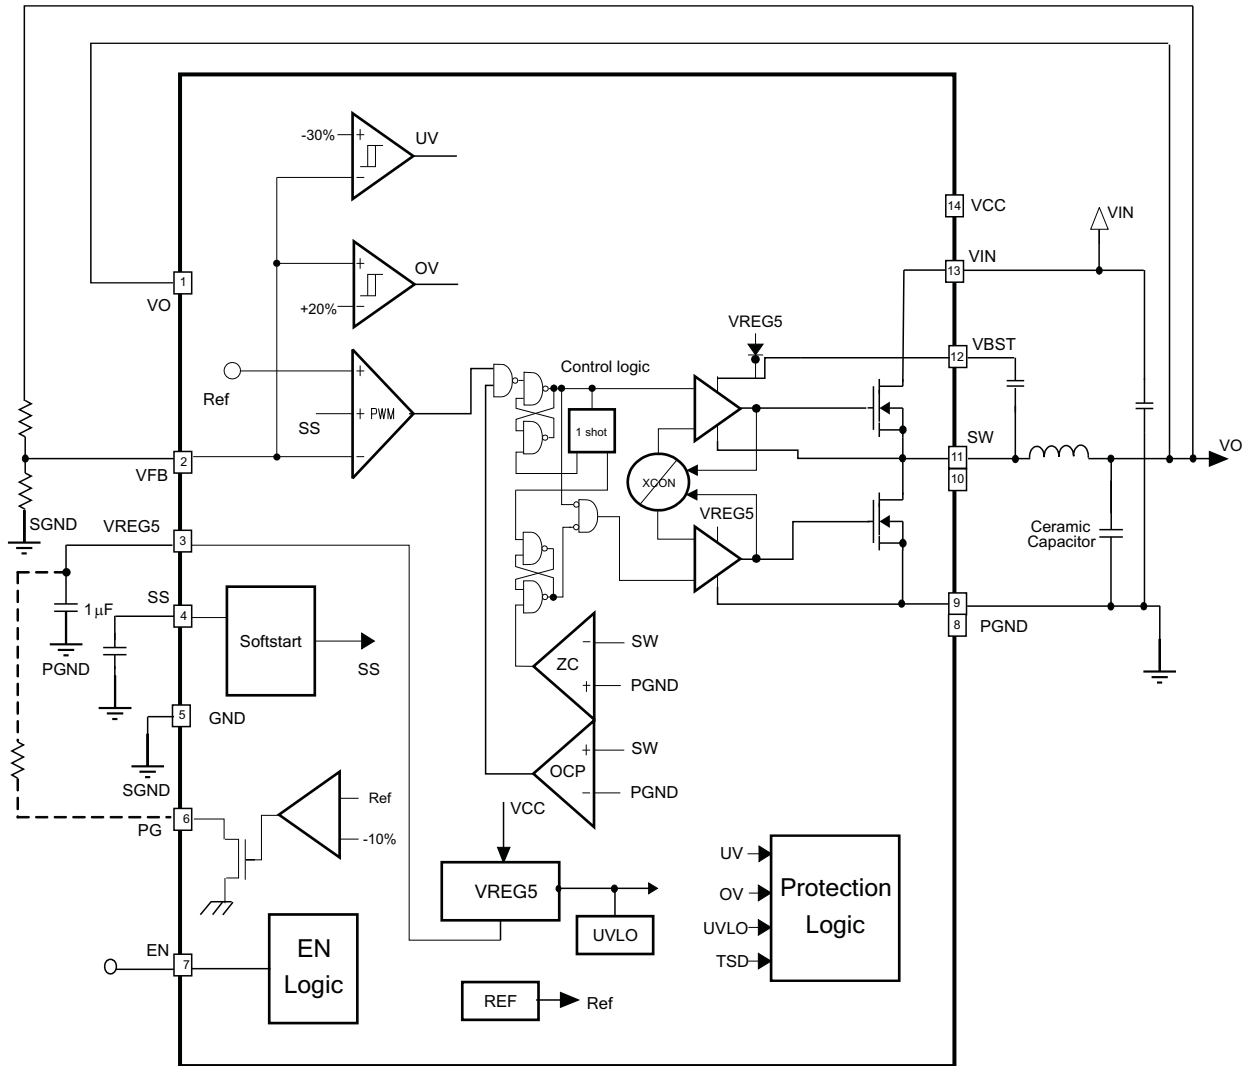 -30%
+
−
UV
+
OV
+20%
−
14
VCC
VIN
VIN
13
1
VO
VREG5
VBST
12
Ref
+
SS
+
PWM
−
Control logic
1 shot
XCON
VREG5
SW
11
10
VO
2
VFB
SGND
VREG5
3
Ceramic
Capacitor
1 µF
PGND
SS
4
Softstart
SS
9
8
PGND
−
SW
ZC
+
PGND
5
GND
SGND
+
SW
OCP
−
PGND
6
PG
Ref
-10%
VCC
VREG5
UVLO
UV
OV
UVLO
TSD
Protection
Logic
EN
7
EN
Logic
REF
Ref